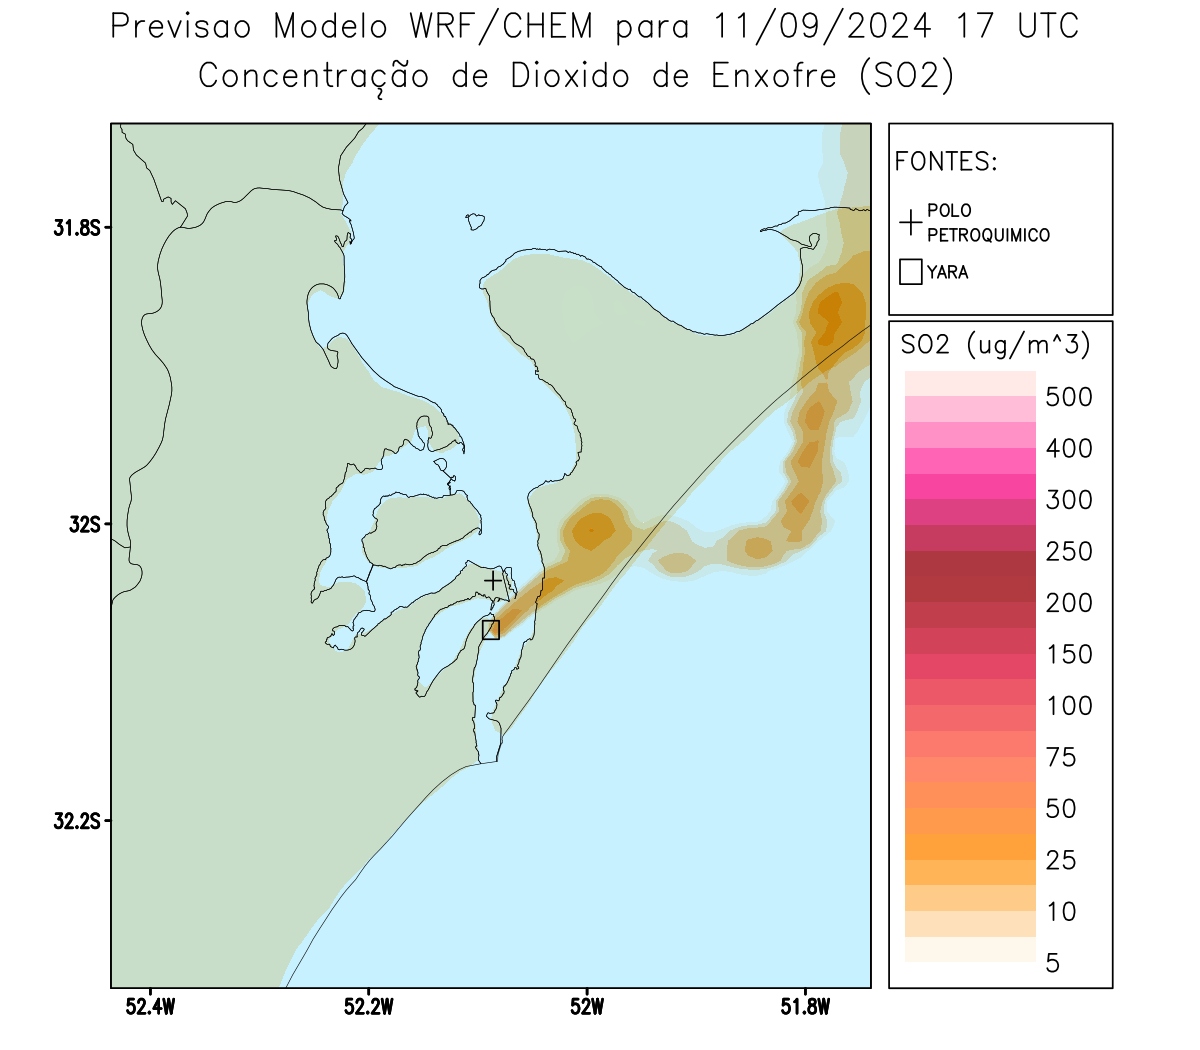 Previsao Modelo WRF/CHEM para 11/09/2024 17 UTC
Concentração de Dioxido de Enxofre (SO2)
FONTES:
POLO
PETROQUIMICO
YARA
SO2 (ug/m^3)
500
400
300
250
200
150
100
75
50
25
10
5
31.8S
32S
32.2S
52.4W
52.2W
52W
51.8W